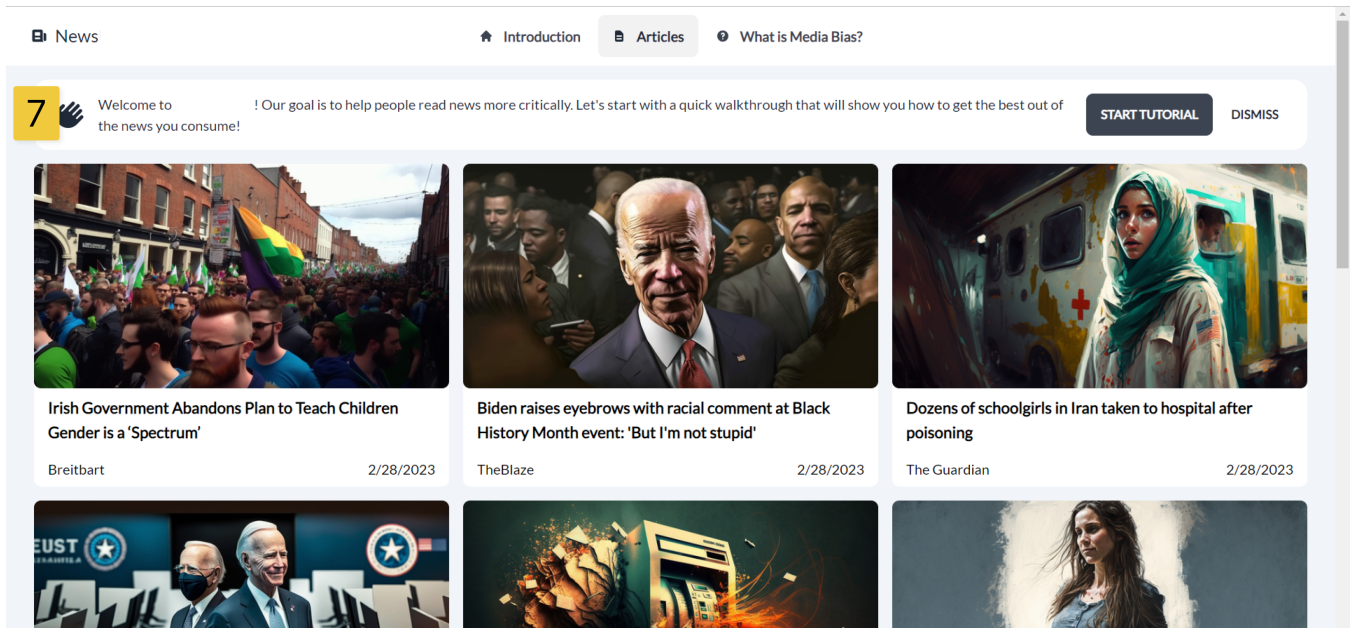 News
Introduction
Articles
What is Media Bias?
7
Welcome to ! Our goal is to help people read news more critically. Let's start with a quick walkthrough that will show you how to get the best out of
the news you consume!
START TUTORIAL
DISMISS
Irish Government Abandons Plan to Teach Children
Gender is a ‘Spectrum’
Breitbart 2/28/2023
Biden raises eyebrows with racial comment at Black
History Month event: 'But I'm not stupid'
TheBlaze 2/28/2023
Dozens of schoolgirls in Iran taken to hospital after
poisoning
The Guardian 2/28/2023
EUST